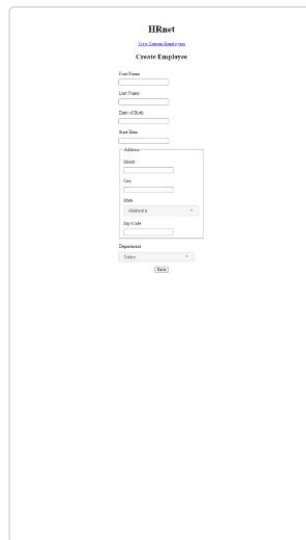 HRnet
View Current Employees
Create Employee
First Name
Last Name
Date of Birth
Start Date
Address
Street
City
State
Alabama
Zip Code
Department
Sales
Save